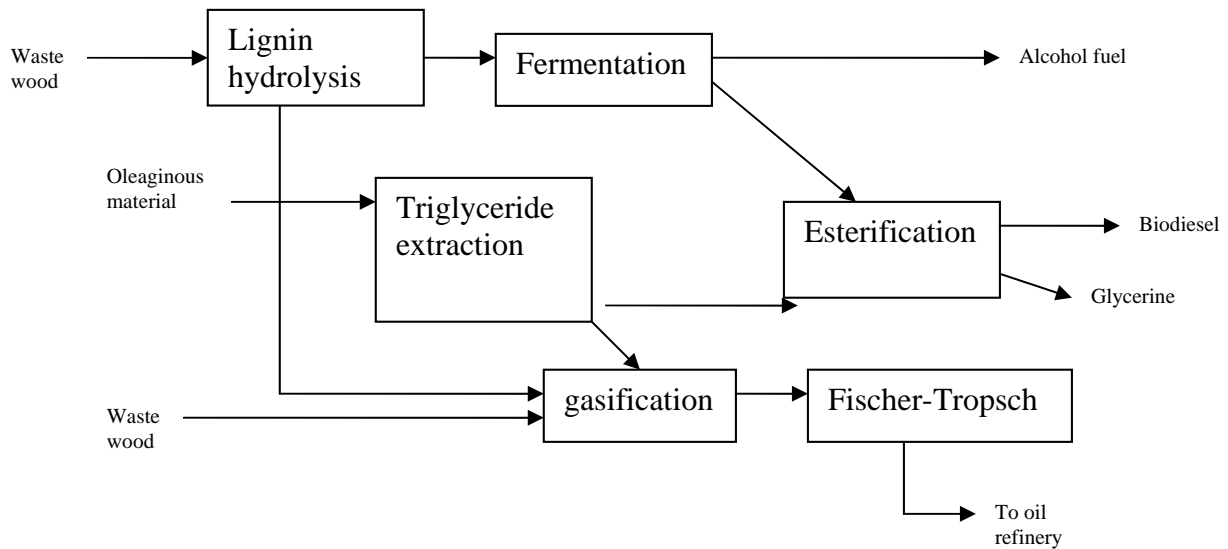 Waste
wood
Lignin
hydrolysis
Fermentation
Alcohol fuel
Oleaginous
material
Triglyceride
extraction
Esterification
Biodiesel
Glycerine
Waste
wood
gasification
Fischer-Tropsch
To oil
refinery